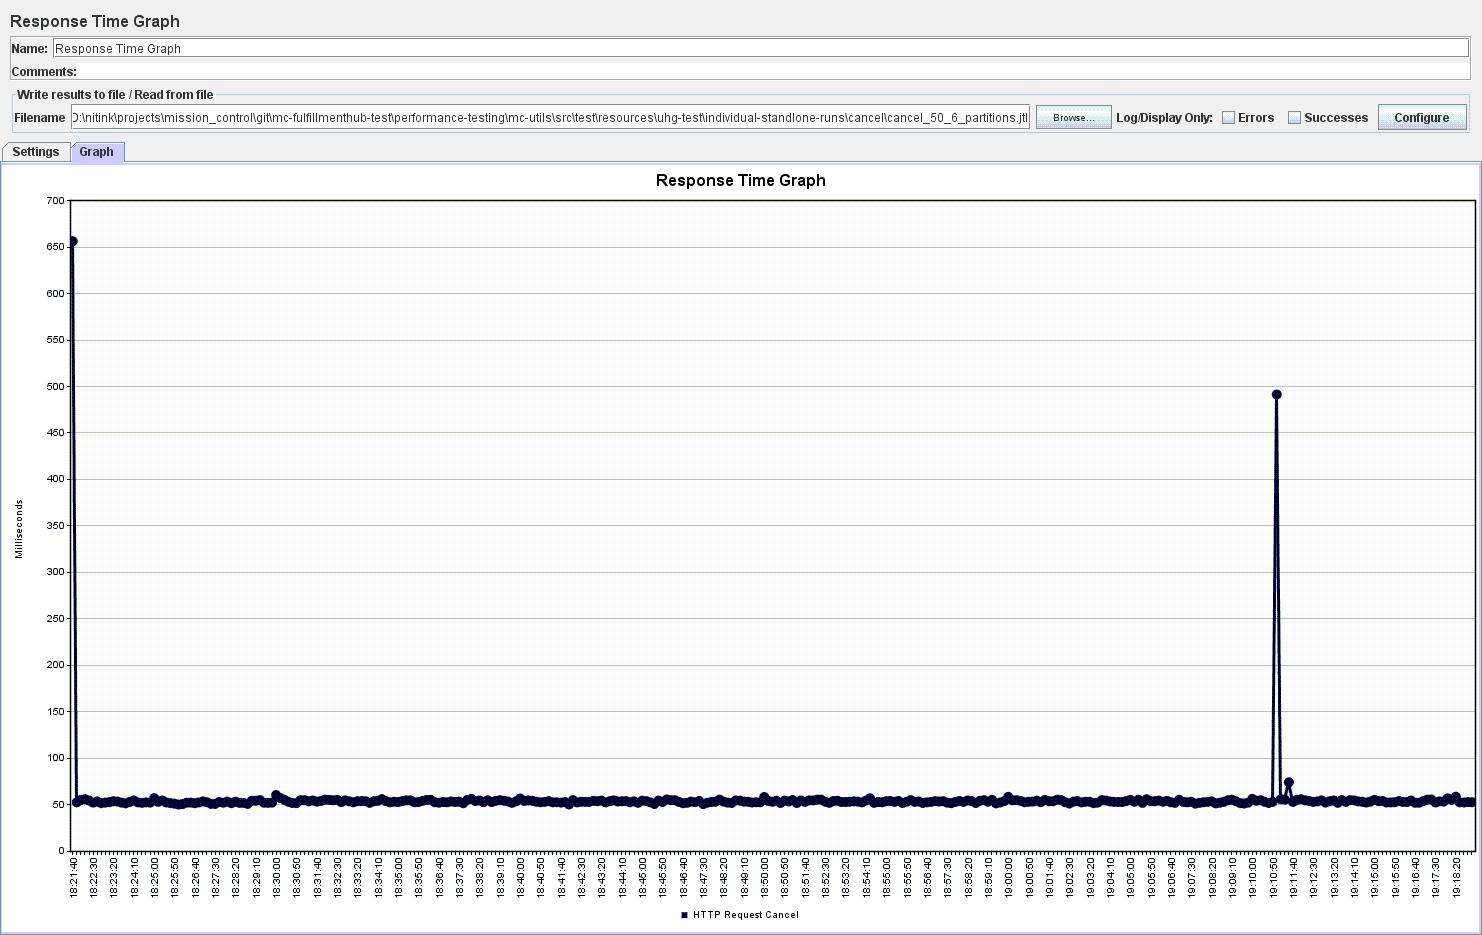 Response Time Graph
Name: Response Time Graph
Comments:
Write results to file / Read from file
Filename D:\nitink\projects\mission_control\git\mc-fulfillmenthub-test\performance-testing\mc-utils\src\test\resources\uhg-test\individual-standlone-runs\cancel\cancel_50_6_partitions.jtl Browse... Log/Display Only: Errors Successes Configure
Settings Graph
Response Time Graph
700
650
600
550
500
450
400
350
300
250
200
150
100
50
0
Milliseconds
18:21:40 18:22:30 18:23:20 18:24:10 18:25:00 18:25:50 18:26:40 18:27:30 18:28:20 18:29:10 18:30:00 18:30:50 18:31:40 18:32:30 18:33:20 18:34:10 18:35:00 18:35:50 18:36:40 18:37:30 18:38:20 18:39:10 18:40:00 18:40:50 18:41:40 18:42:30 18:43:20 18:44:10 18:45:00 18:45:50 18:46:40 18:47:30 18:48:20 18:49:10 18:50:00 18:50:50 18:51:40 18:52:30 18:53:20 18:54:10 18:55:00 18:55:50 18:56:40 18:57:30 18:58:20 18:59:10 19:00:00 19:00:50 19:01:40 19:02:30 19:03:20 19:04:10 19:05:00 19:05:50 19:06:40 19:07:30 19:08:20 19:09:10 19:10:00 19:10:50 19:11:40 19:12:30 19:13:20 19:14:10 19:15:00 19:15:50 19:16:40 19:17:30 19:18:20
HTTP Request Cancel